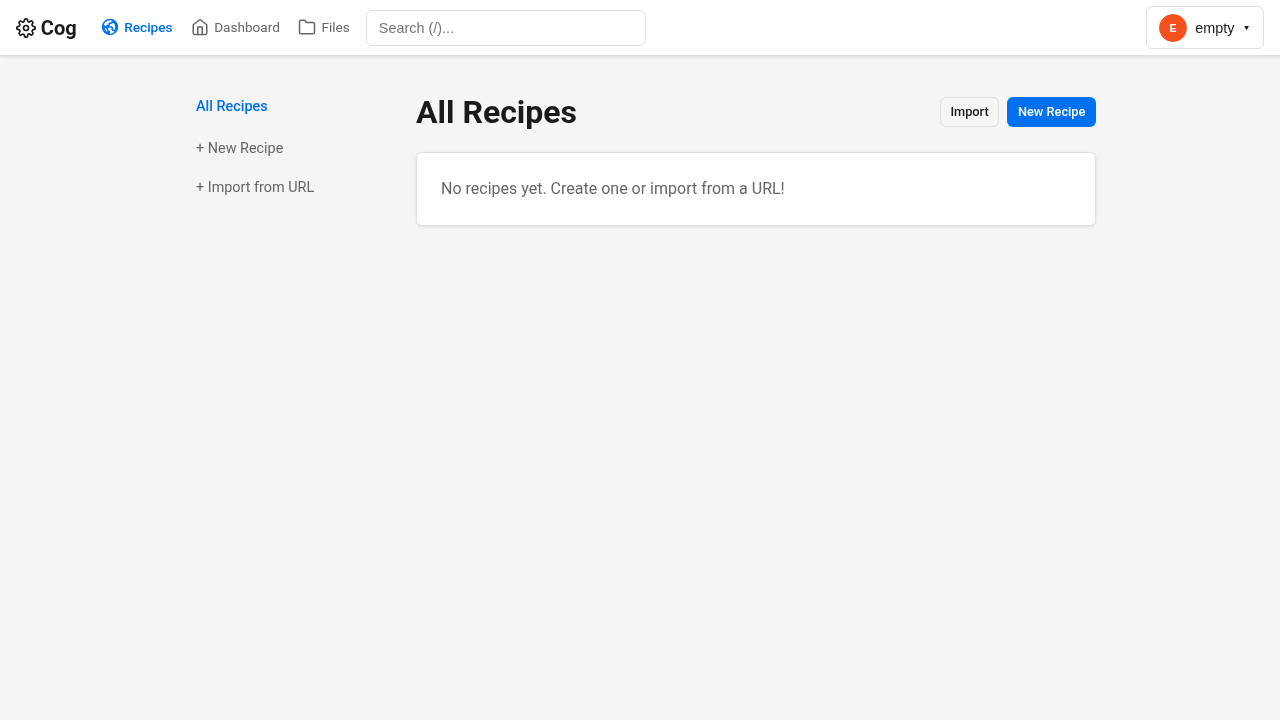 Cog
Recipes
Dashboard
Files
Search (/)...
E
empty
All Recipes
+ New Recipe
+ Import from URL
All Recipes
Import
New Recipe
No recipes yet. Create one or import from a URL!